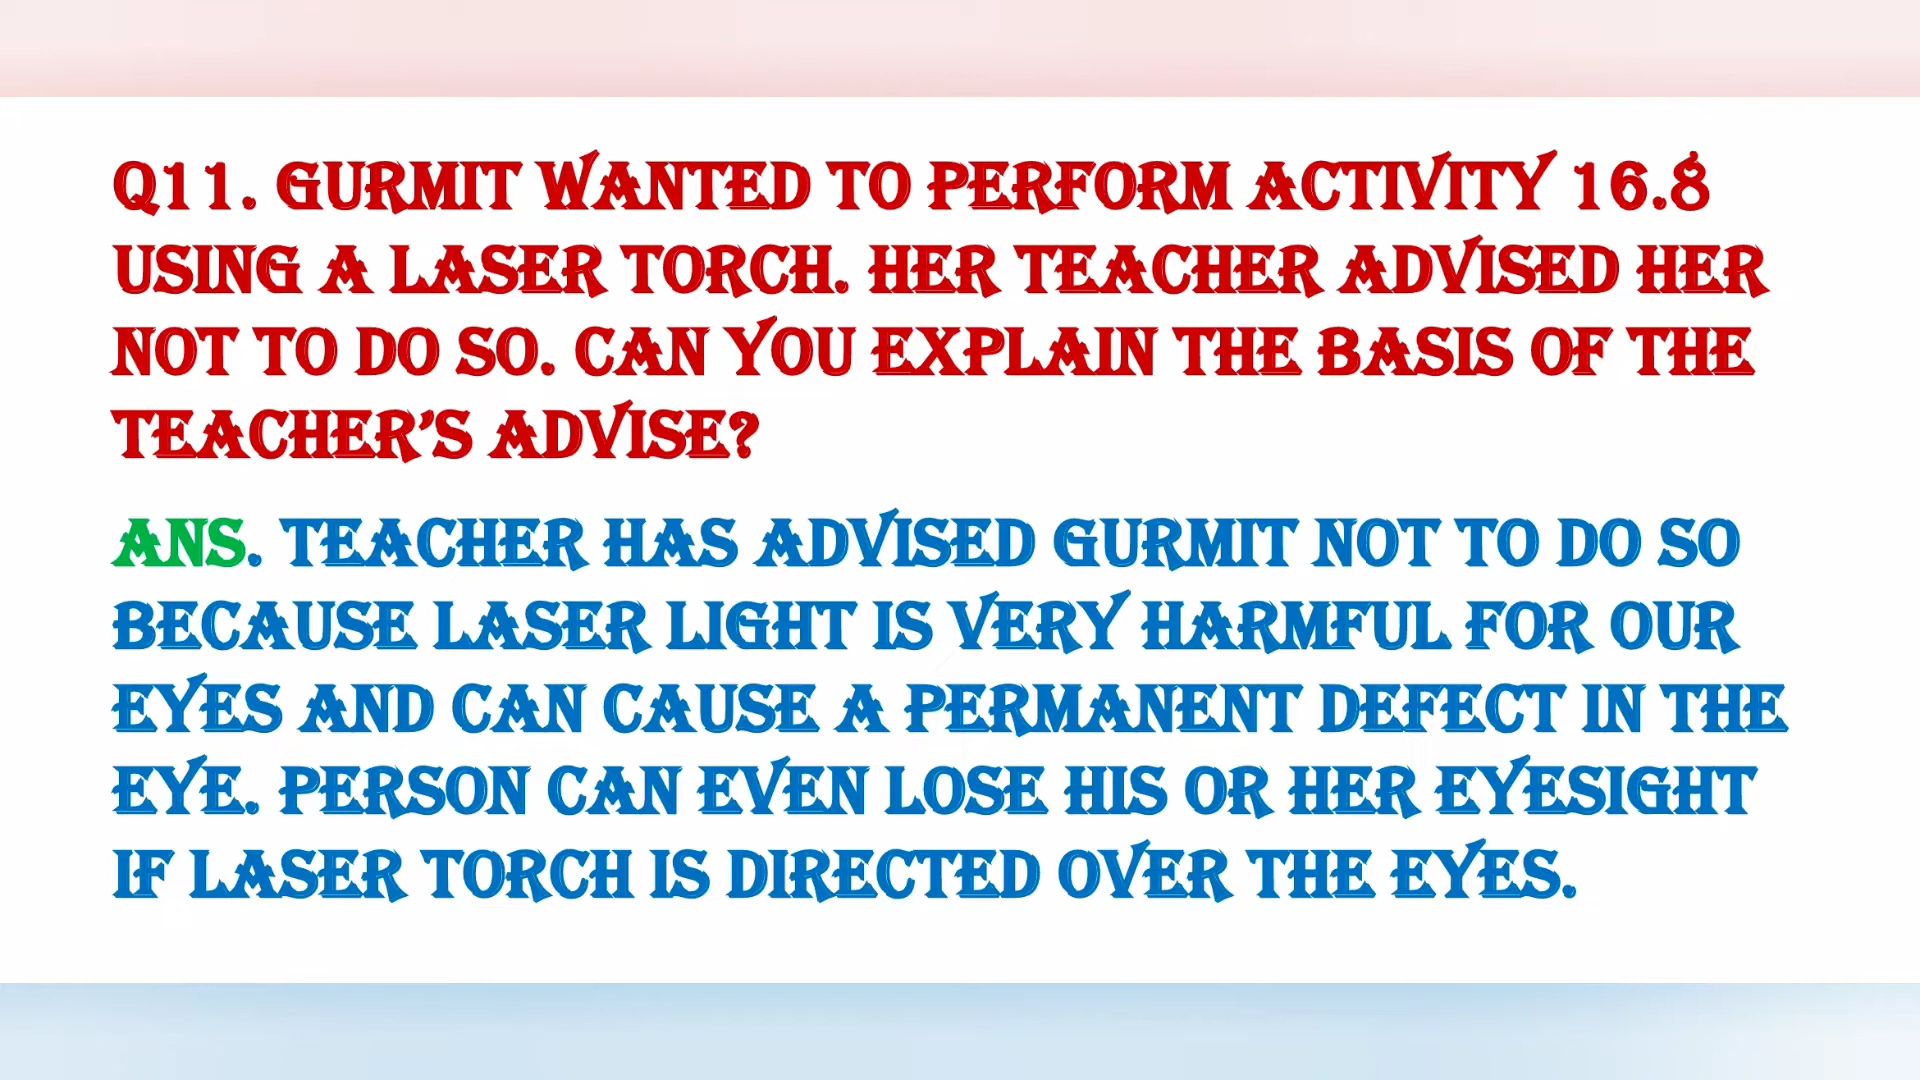 Q11. GURMIT WANTED TO PERFORM ACTIVITY 16.8
USING A LASER TORCH. HER TEACHER ADVISED HER
NOT TO DO SO. CAN YOU EXPLAIN THE BASIS OF THE
TEACHER’S ADVISE?
ANS. TEACHER HAS ADVISED GURMIT NOT TO DO SO
BECAUSE LASER LIGHT IS VERY HARMFUL FOR OUR
EYES AND CAN CAUSE A PERMANENT DEFECT IN THE
EYE. PERSON CAN EVEN LOSE HIS OR HER EYESIGHT
IF LASER TORCH IS DIRECTED OVER THE EYES.